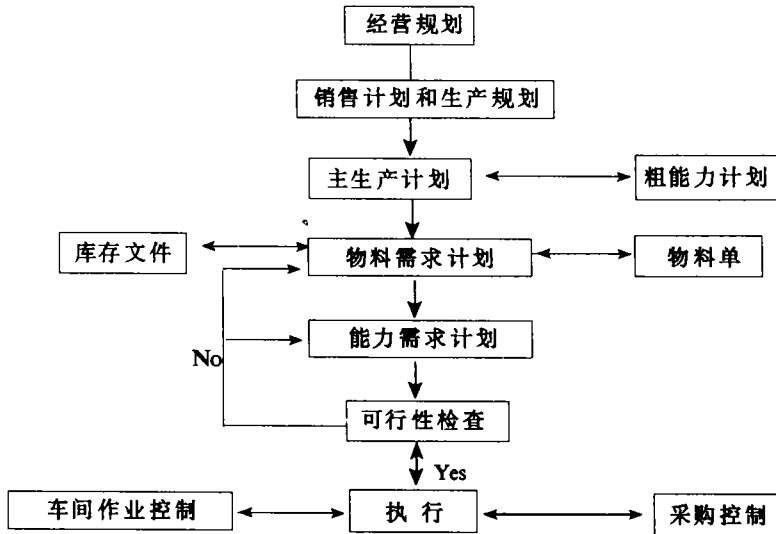 经营规划
销售计划和生产规划
主生产计划
粗能力计划
库存文件
物料需求计划
物料单
能力需求计划
No
可行性检查
Yes
车间作业控制
执行
采购控制